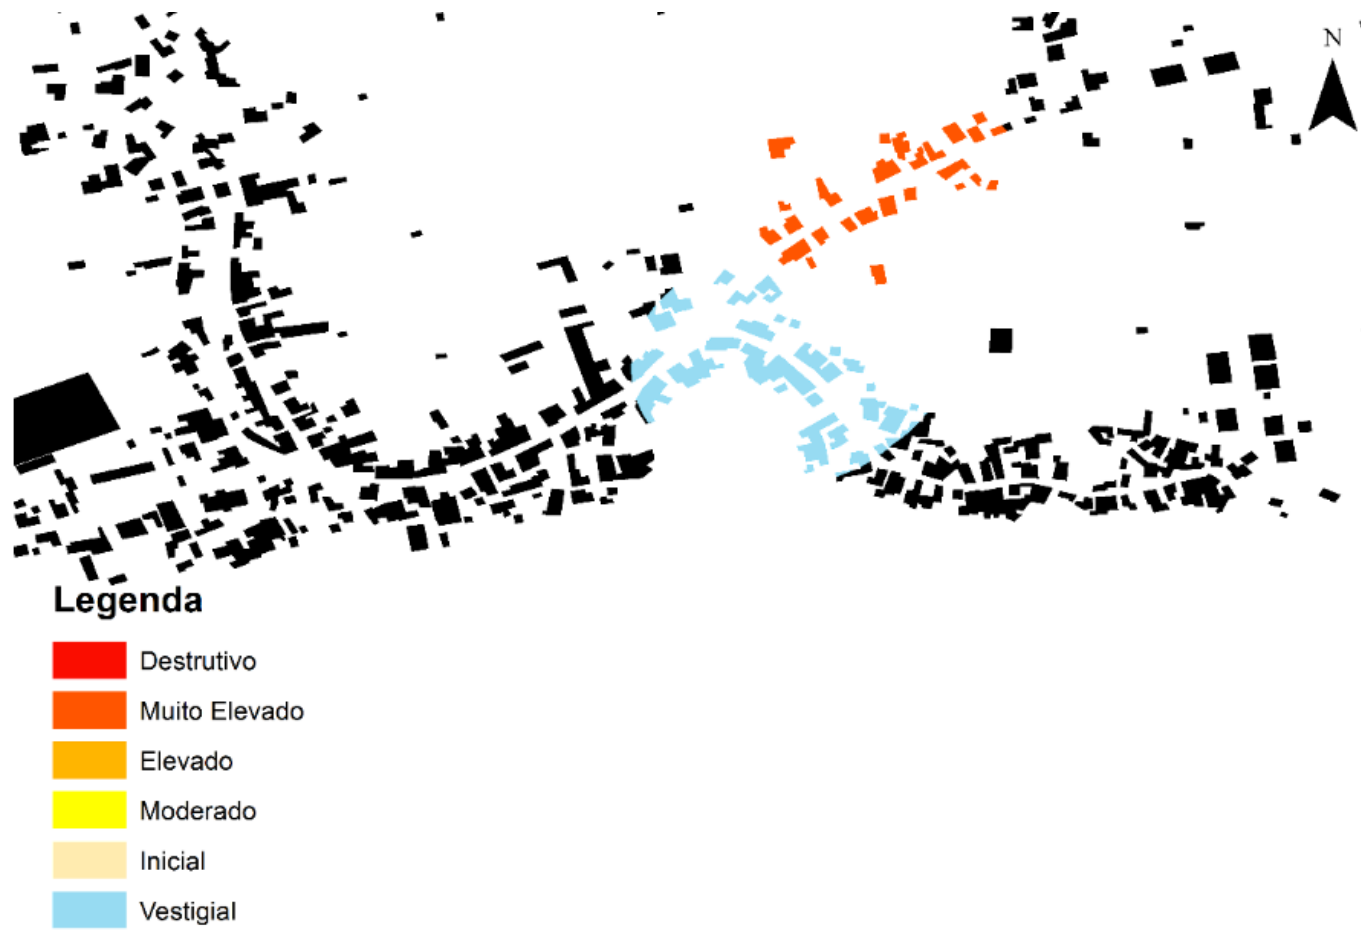 N
Legenda
Destrutivo
Muito Elevado
Elevado
Moderado
Inicial
Vestigial